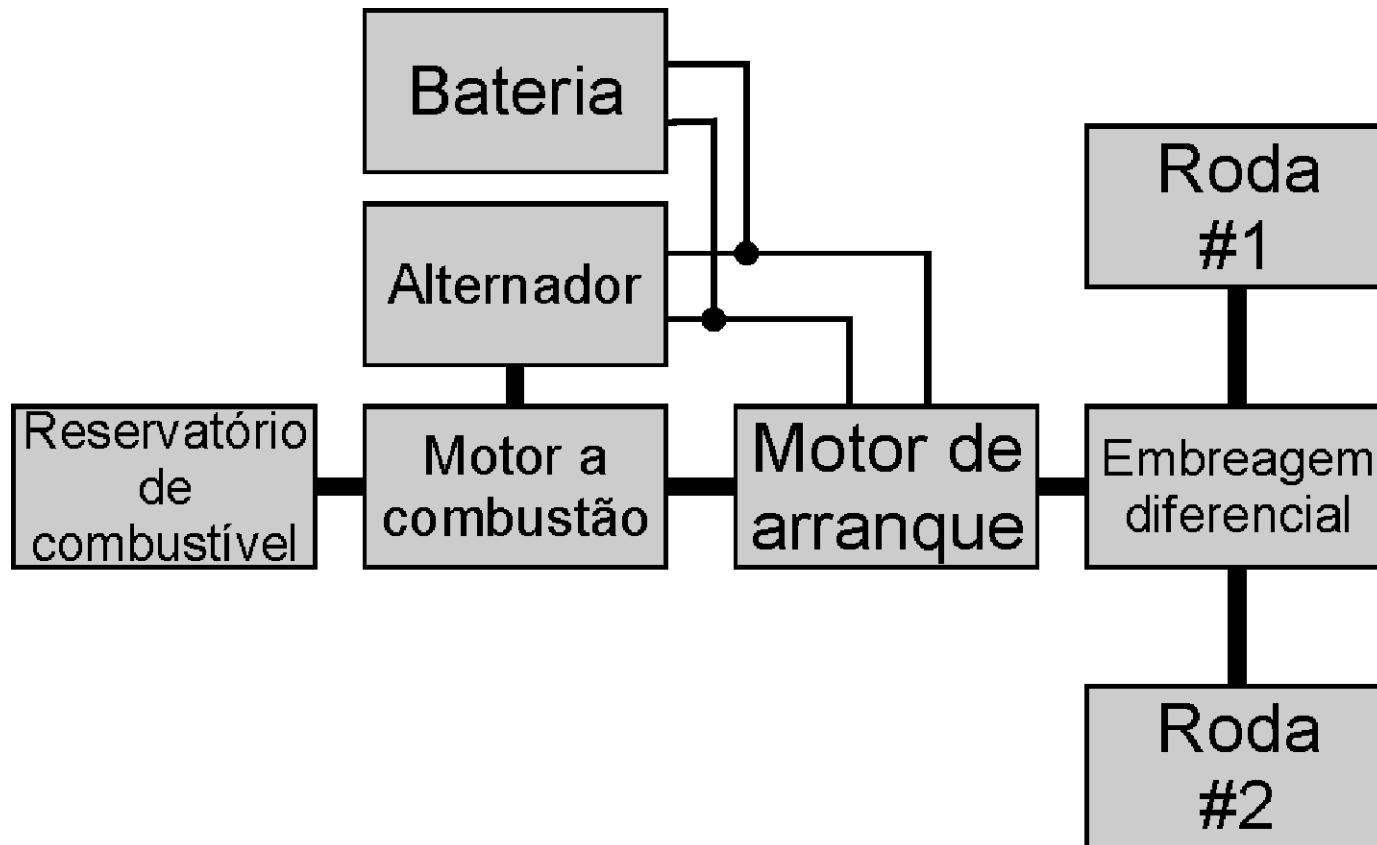 Bateria
Alternador
Reservatório
de
combustível
Motor a
combustão
Motor de
arranque
Embreagem
diferencial
Roda
#1
Roda
#2